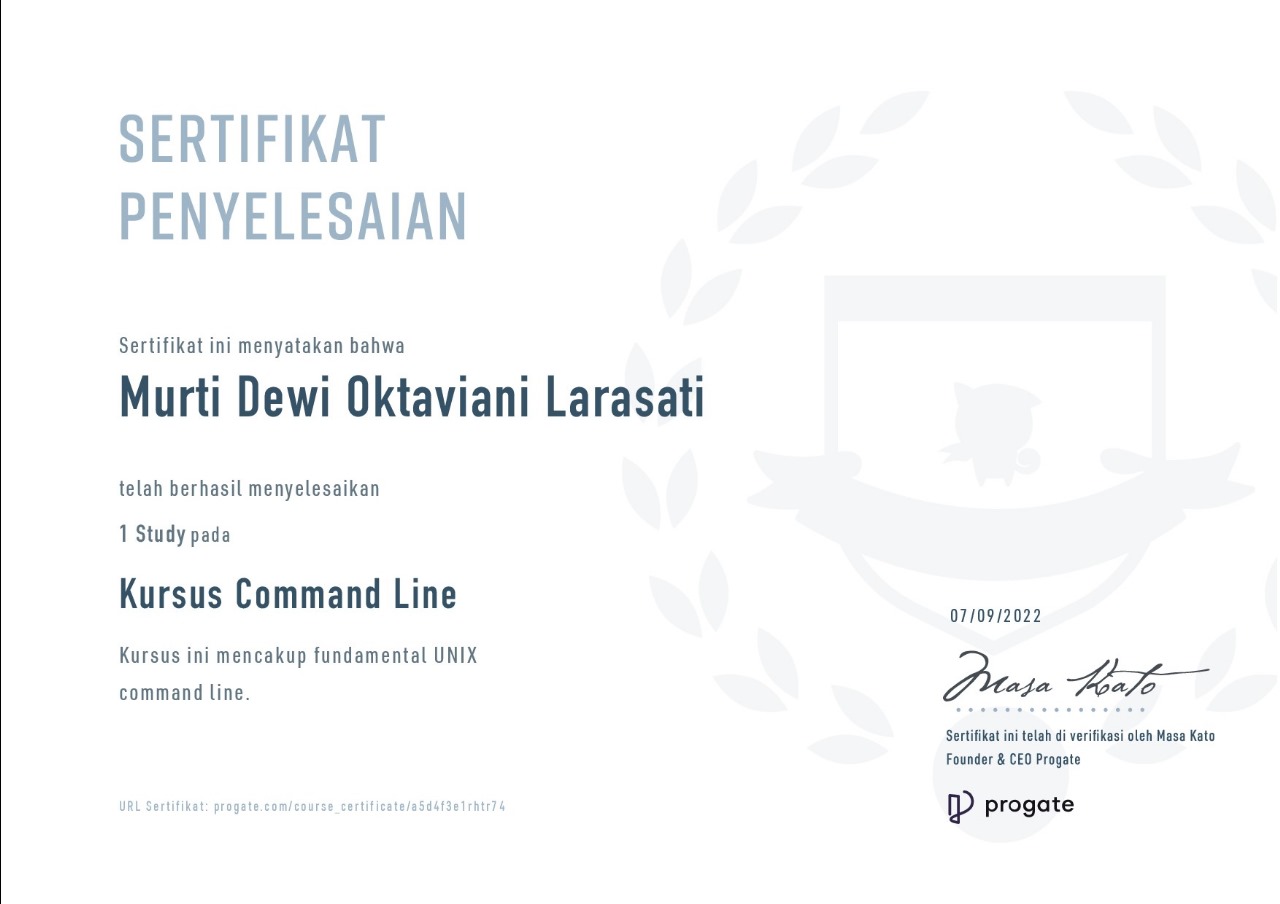 SERTIFIKAT
PENYELESAIAN
Sertifikat ini menyatakan bahwa
Murti Dewi Oktaviani Larasati
telah berhasil menyelesaikan
1 Study pada
Kursus Command Line
Kursus ini mencakup fundamental UNIX
command line.
URL Sertifikat: progate.com/course_certificate/a5d4f3e1rhtr74
07/09/2022
Masa Kato
Sertifikat ini telah di verifikasi oleh Masa Kato
Founder & CEO Progate
progate